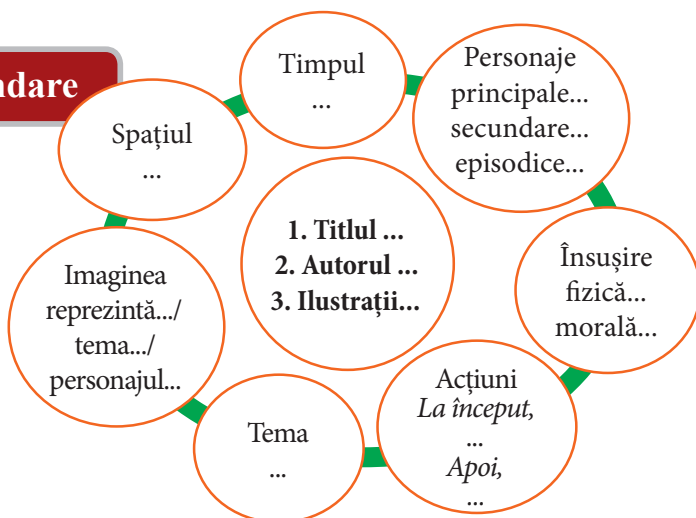 ndare
Timpul
...
Personaje
principale...
secundare...
episodice...
Spațiul
...
1. Titlul ...
2. Autorul ...
3. Ilustrații...
Însușire
fizică...
morală...
Imaginea
reprezintă.../
tema.../
personajul...
Acțiuni
La început,
...
Apoi,
...
Tema
...